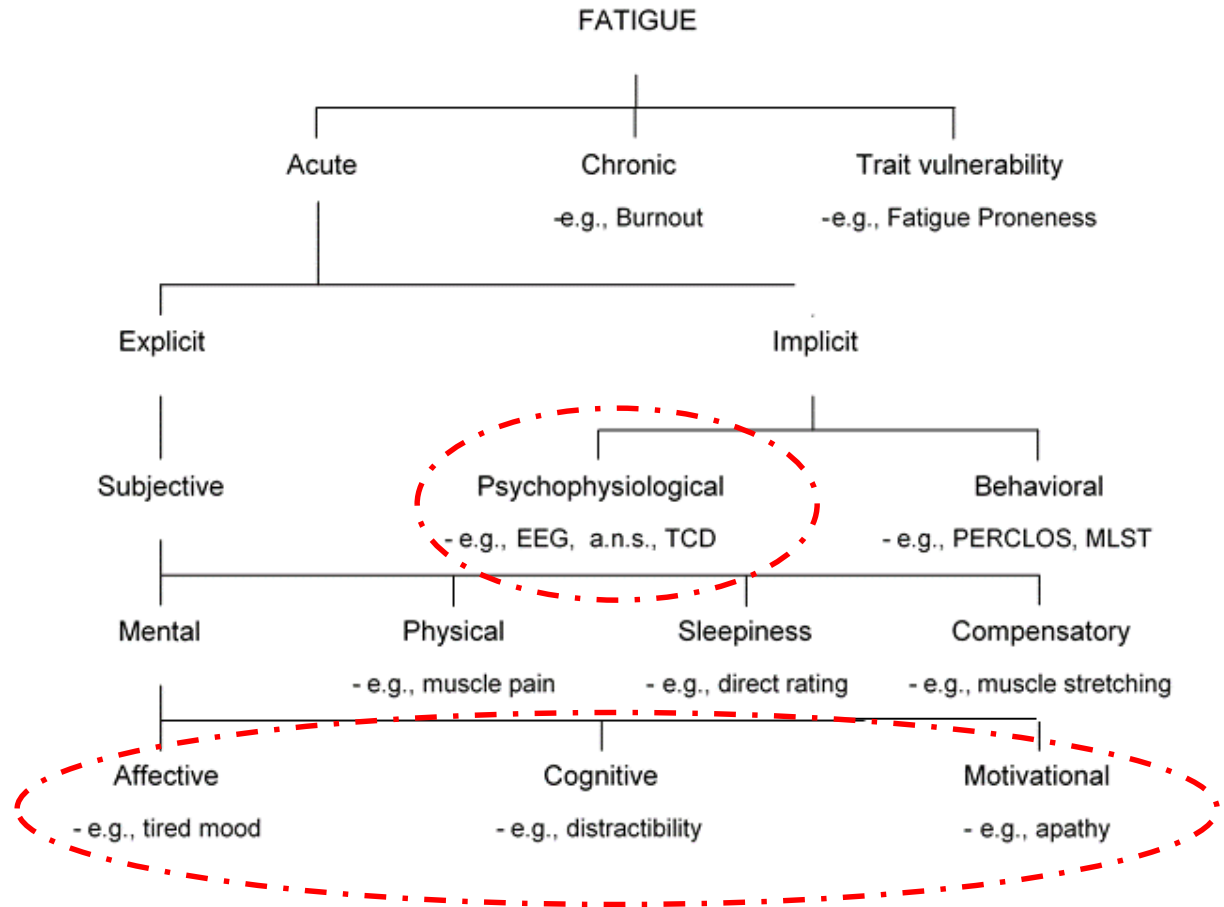 FATIGUE
Acute Chronic Trait vulnerability
-e.g., Burnout -e.g., Fatigue Proneness
Explicit Implicit
Subjective Psychophysiological Behavioral
- e.g., EEG, a.n.s., TCD - e.g., PERCLOS, MLST
Mental Physical Sleepiness Compensatory
- e.g., muscle pain - e.g., direct rating - e.g., muscle stretching
Affective Cognitive Motivational
- e.g., tired mood - e.g., distractibility - e.g., apathy